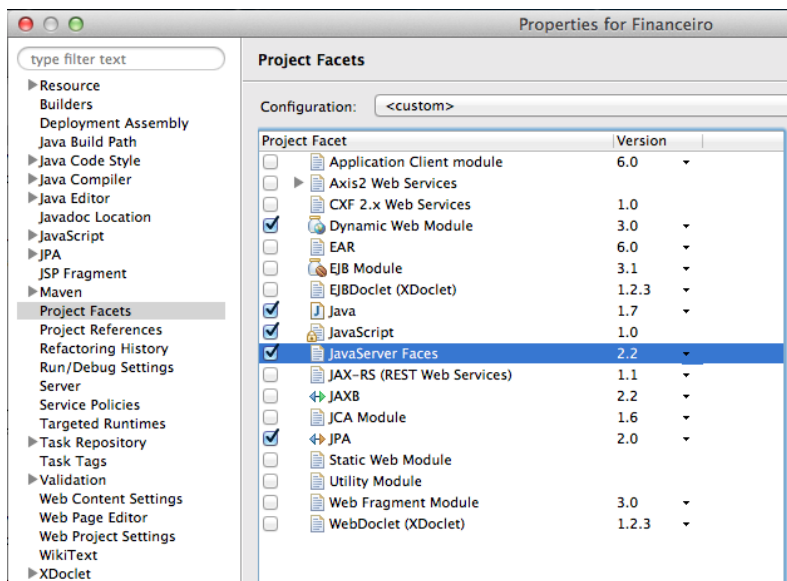 Properties for Financeiro
type filter text
Resource
Builders
Deployment Assembly
Java Build Path
Java Code Style
Java Compiler
Java Editor
Javadoc Location
JavaScript
JPA
JSP Fragment
Maven
Project Facets
Project References
Refactoring History
Run/Debug Settings
Server
Service Policies
Targeted Runtimes
Task Repository
Task Tags
Validation
Web Content Settings
Web Page Editor
Web Project Settings
WikiText
XDoclet
Project Facets
Configuration: <custom>
Project Facet Version
Application Client module 6.0
Axis2 Web Services
CXF 2.x Web Services 1.0
Dynamic Web Module 3.0
EAR 6.0
EJB Module 3.1
EJBDoclet (XDoclet) 1.2.3
Java 1.7
JavaScript 1.0
JavaServer Faces 2.2
JAX-RS (REST Web Services) 1.1
JAXB 2.2
JCA Module 1.6
JPA 2.0
Static Web Module
Utility Module
Web Fragment Module 3.0
WebDoclet (XDoclet) 1.2.3